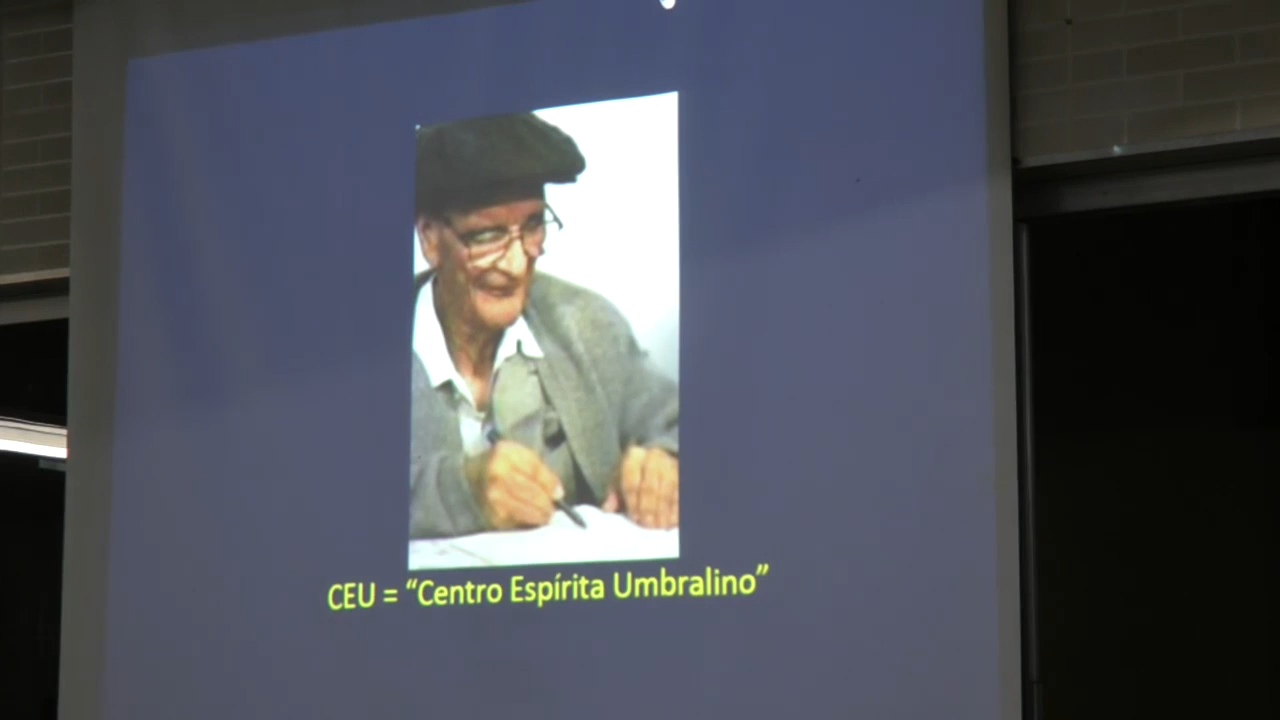 CEU = “Centro Espírita Umbralino”